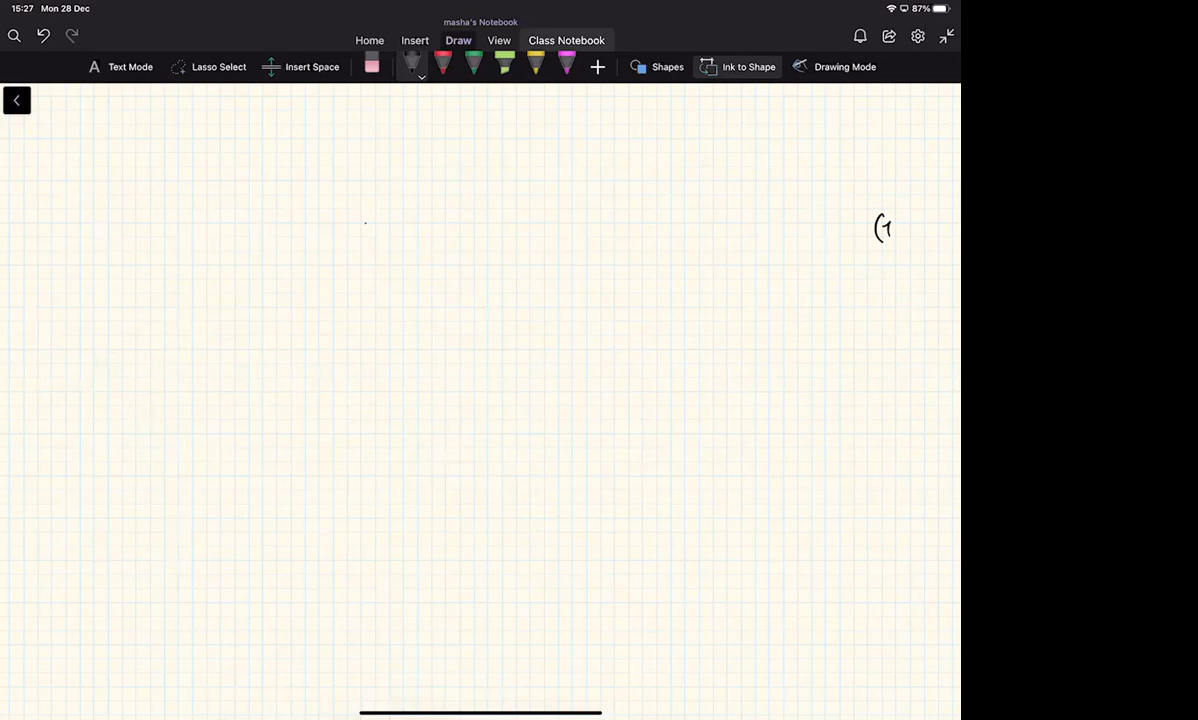 15:27 Mon 28 Dec
87%
masha's Notebook
Home Insert Draw View Class Notebook
A Text Mode Lasso Select Insert Space Shapes Ink to Shape Drawing Mode